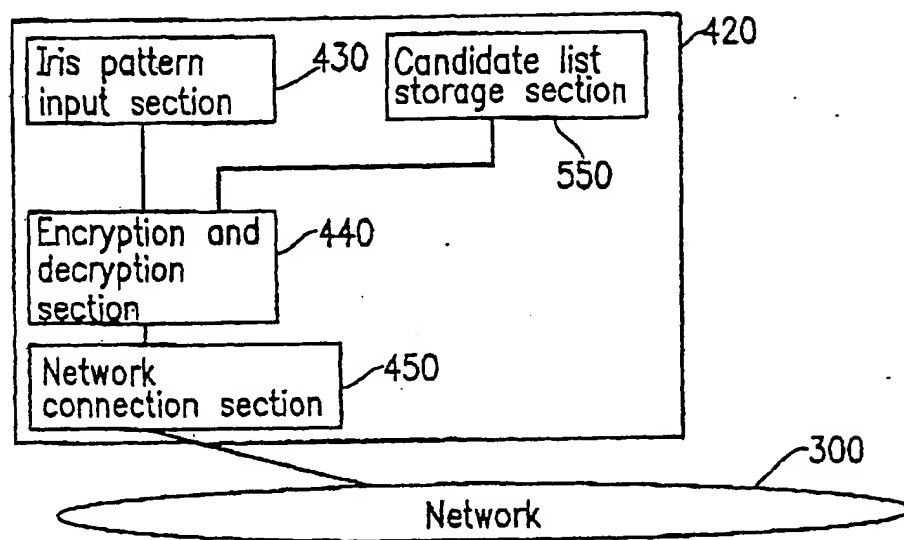 420
Iris pattern
input section
430
Candidate list
storage section
550
Encryption and
decryption
section
440
Network
connection section
450
300
Network